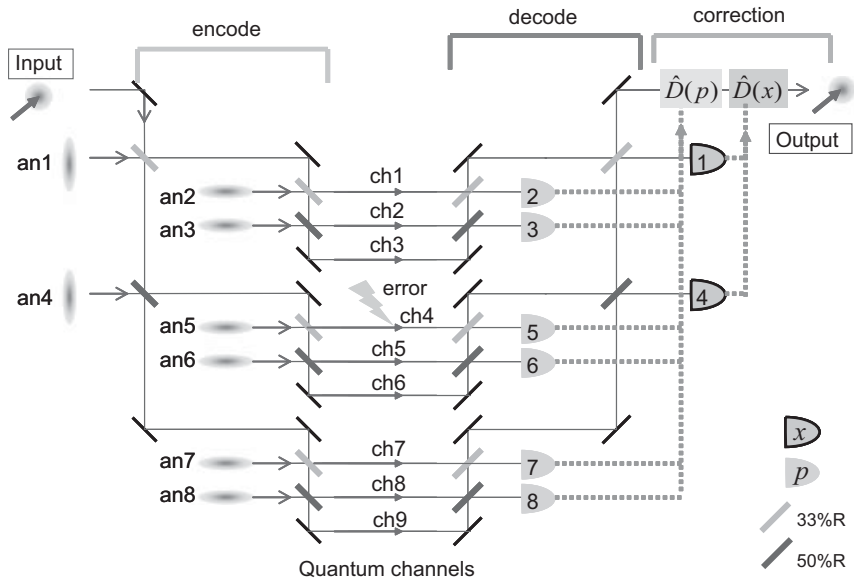 encode
decode
correction
Input
D̂(p)
D̂(x)
Output
an1
1
an2
ch1
2
an3
ch2
3
ch3
an4
error
4
ch4
an5
5
an6
ch5
6
ch6
an7
ch7
7
an8
ch8
8
ch9
x
p
33%R
50%R
Quantum channels